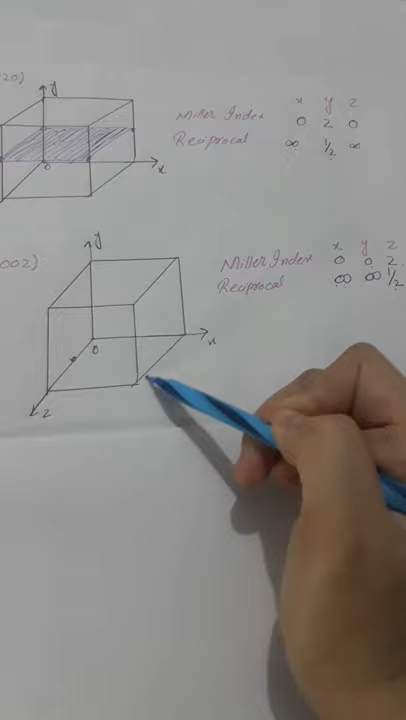 20)
y
x y z
Miller Index 0 2 0
Reciprocal ∞ 1/2 ∞
0
x
002)
y
x y z
Miller Index 0 0 2
Reciprocal ∞ ∞ 1/2
0
x
z